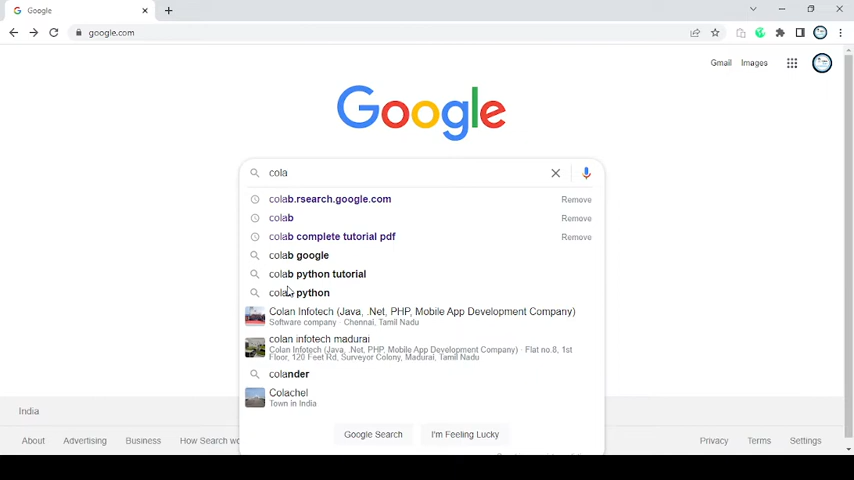 Google
google.com
Gmail Images
Google
cola
colab.rsearch.google.com Remove
colab Remove
colab complete tutorial pdf Remove
colab google
colab python tutorial
colab python
Colan Infotech (Java, .Net, PHP, Mobile App Development Company)
Software company · Chennai, Tamil Nadu
colan infotech madurai
Colan Infotech (Java, .Net, PHP, Mobile App Development Company) · Flat no.8, 1st
Floor, 120 Feet Rd, Surveyor Colony, Madurai, Tamil Nadu
colander
Colachel
Town in India
India
Google Search I'm Feeling Lucky
About Advertising Business How Search wo Privacy Terms Settings